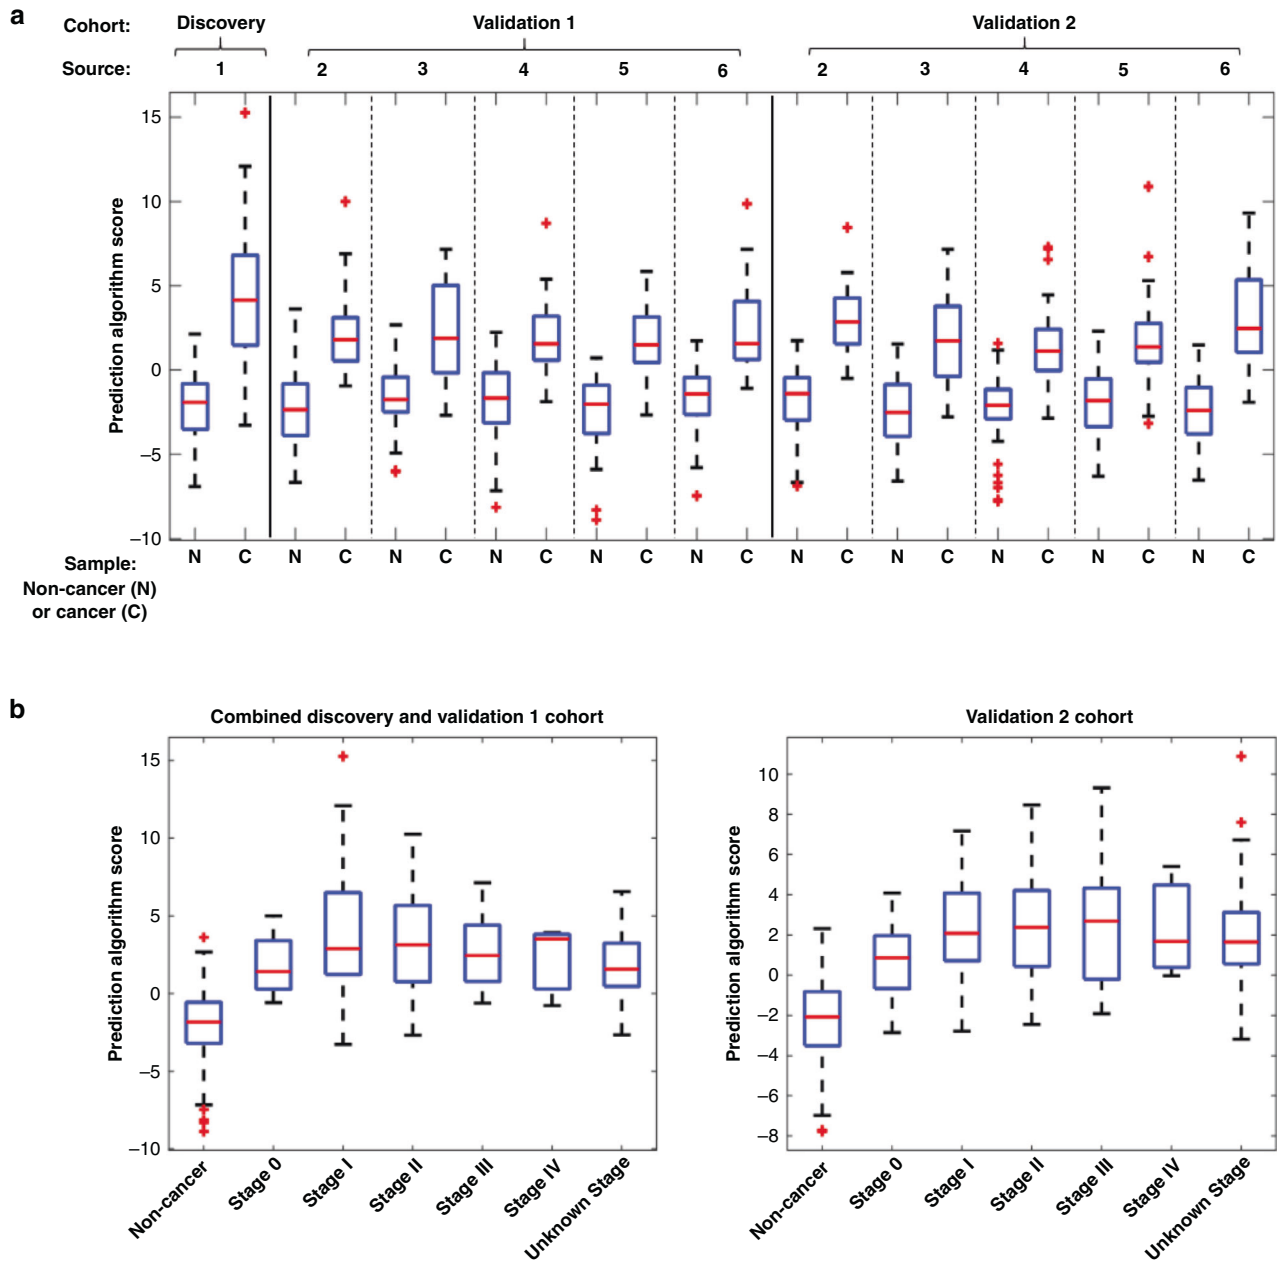 a
Cohort: Discovery Validation 1 Validation 2
Source: 1 2 3 4 5 6 2 3 4 5 6
Prediction algorithm score
15
10
5
0
−5
−10
Sample: N C N C N C N C N C N C N C N C N C N C N C
Non-cancer (N)
or cancer (C)
b
Combined discovery and validation 1 cohort
Prediction algorithm score
15
10
5
0
−5
−10
Non-cancer Stage 0 Stage I Stage II Stage III Stage IV Unknown Stage
Validation 2 cohort
Prediction algorithm score
10
8
6
4
2
0
−2
−4
−6
−8
Non-cancer Stage 0 Stage I Stage II Stage III Stage IV Unknown Stage